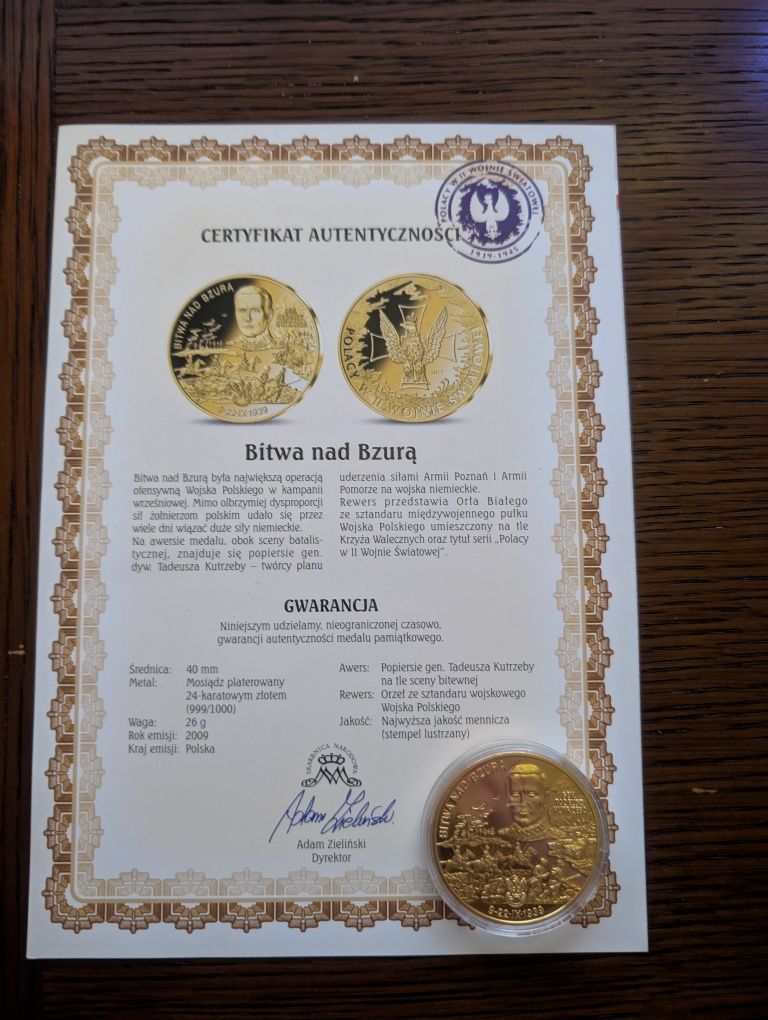 POLACY W II WOJNIE ŚWIATOWEJ
1939-1945
CERTYFIKAT AUTENTYCZNOŚCI
BITWA NAD BZURĄ
9-22·IX·1939
POLACY W II WOJNIE ŚWIATOWEJ
Bitwa nad Bzurą
Bitwa nad Bzurą była największą operacją
ofensywną Wojska Polskiego w kampanii
wrześniowej. Mimo olbrzymiej dysproporcji
sił żołnierzom polskim udało się przez
wiele dni wiązać duże siły niemieckie.
Na awersie medalu, obok sceny batalis-
tycznej, znajduje się popiersie gen.
dyw. Tadeusza Kutrzeby – twórcy planu
uderzenia siłami Armii Poznań i Armii
Pomorze na wojska niemieckie.
Rewers przedstawia Orła Białego
ze sztandaru międzywojennego pułku
Wojska Polskiego umieszczony na tle
Krzyża Walecznych oraz tytuł serii „Polacy
w II Wojnie Światowej”.
GWARANCJA
Niniejszym udzielamy, nieograniczonej czasowo,
gwarancji autentyczności medalu pamiątkowego.
Średnica: 40 mm
Metal: Mosiądz platerowany
24-karatowym złotem
(999/1000)
Waga: 26 g
Rok emisji: 2009
Kraj emisji: Polska
Awers: Popiersie gen. Tadeusza Kutrzeby
na tle sceny bitewnej
Rewers: Orzeł ze sztandaru wojskowego
Wojska Polskiego
Jakość: Najwyższa jakość mennicza
(stempel lustrzany)
SKARBNICA NARODOWA
Adam Zieliński
Adam Zieliński
Dyrektor
BITWA NAD BZURĄ
9-22·IX·1939